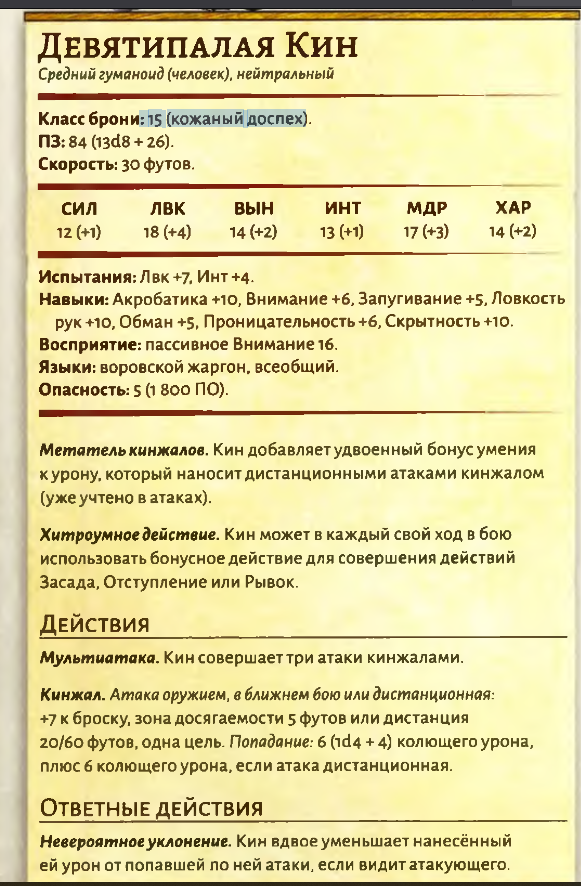 Девятипалая Кин
Средний гуманоид (человек), нейтральный
Класс брони: 15 (кожаный доспех).
ПЗ: 84 (13d8 + 26).
Скорость: 30 футов.
СИЛ ЛВК ВЫН ИНТ МДР ХАР
12 (+1) 18 (+4) 14 (+2) 13 (+1) 17 (+3) 14 (+2)
Испытания: Лвк +7, Инт +4.
Навыки: Акробатика +10, Внимание +6, Запугивание +5, Ловкость
рук +10, Обман +5, Проницательность +6, Скрытность +10.
Восприятие: пассивное Внимание 16.
Языки: воровской жаргон, всеобщий.
Опасность: 5 (1 800 ПО).
Метатель кинжалов. Кин добавляет удвоенный бонус умения
к урону, который наносит дистанционными атаками кинжалом
(уже учтено в атаках).
Хитроумное действие. Кин может в каждый свой ход в бою
использовать бонусное действие для совершения действий
Засада, Отступление или Рывок.
Действия
Мультиатака. Кин совершает три атаки кинжалами.
Кинжал. Атака оружием, в ближнем бою или дистанционная:
+7 к броску, зона досягаемости 5 футов или дистанция
20/60 футов, одна цель. Попадание: 6 (1d4 + 4) колющего урона,
плюс 6 колющего урона, если атака дистанционная.
Ответные действия
Невероятное уклонение. Кин вдвое уменьшает нанесённый
ей урон от попавшей по ней атаки, если видит атакующего.